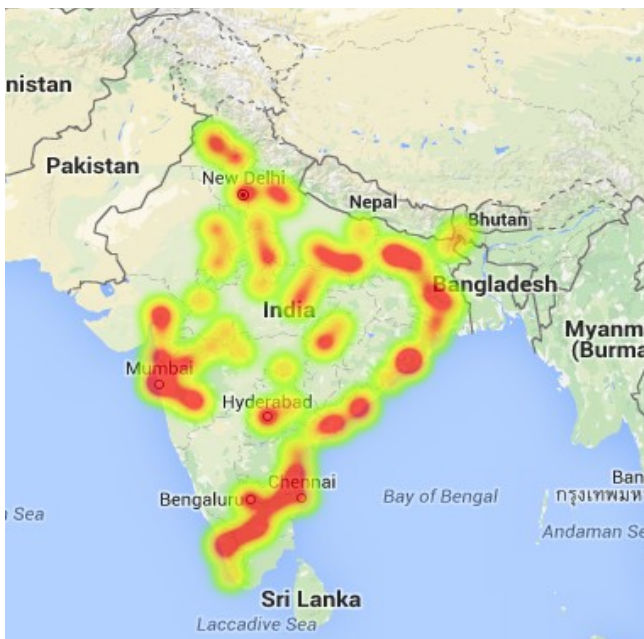 nistan
Pakistan
New Delhi
Nepal
Bhutan
India
Bangladesh
Myanm
(Burma
Mumbai
Hyderabad
Ban
Chennai
Bengaluru
Bay of Bengal
กรุงเทพมห
n Sea
Andaman Se
Sri Lanka
Laccadive Sea